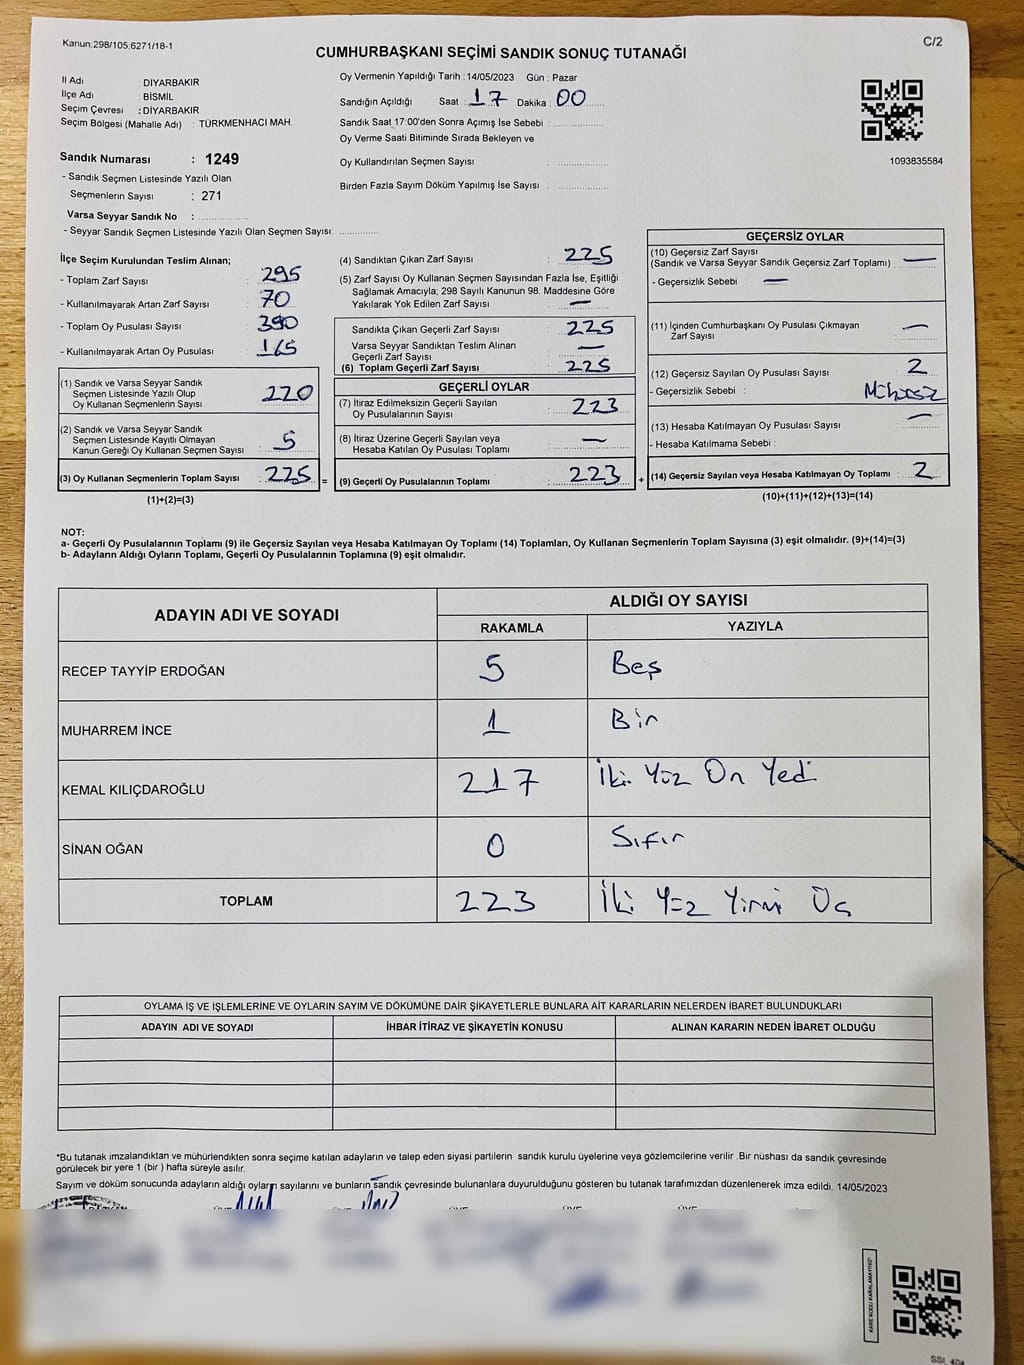 Kanun:298/105,6271/18-1
C/2
CUMHURBAŞKANI SEÇİMİ SANDIK SONUÇ TUTANAĞI
İl Adı DİYARBAKIR
İlçe Adı : BİSMİL
Seçim Çevresi : DİYARBAKIR
Seçim Bölgesi (Mahalle Adı) : TÜRKMENHACI MAH.
Sandık Numarası : 1249
- Sandık Seçmen Listesinde Yazılı Olan
Seçmenlerin Sayısı : 271
Varsa Seyyar Sandık No :
- Seyyar Sandık Seçmen Listesinde Yazılı Olan Seçmen Sayısı:
Oy Vermenin Yapıldığı Tarih : 14/05/2023 Gün : Pazar
Sandığın Açıldığı Saat : 17 Dakika : 00
Sandık Saat 17:00'den Sonra Açımış İse Sebebi :
Oy Verme Saati Bitiminde Sırada Bekleyen ve
Oy Kullandırılan Seçmen Sayısı :
Birden Fazla Sayım Döküm Yapılmış İse Sayısı :
1093835584
İlçe Seçim Kurulundan Teslim Alınan;
- Toplam Zarf Sayısı : 295
- Kullanılmayarak Artan Zarf Sayısı : 70
- Toplam Oy Pusulası Sayısı : 390
- Kullanılmayarak Artan Oy Pusulası : 165
(1) Sandık ve Varsa Seyyar Sandık
Seçmen Listesinde Yazılı Olup
Oy Kullanan Seçmenlerin Sayısı : 220
(2) Sandık ve Varsa Seyyar Sandık
Seçmen Listesinde Kayıtlı Olmayan
Kanun Gereği Oy Kullanan Seçmen Sayısı : 5
(3) Oy Kullanan Seçmenlerin Toplam Sayısı : 225 =
(1)+(2)=(3)
(4) Sandıktan Çıkan Zarf Sayısı : 225
(5) Zarf Sayısı Oy Kullanan Seçmen Sayısından Fazla İse, Eşitliği
Sağlamak Amacıyla; 298 Sayılı Kanunun 98. Maddesine Göre
Yakılarak Yok Edilen Zarf Sayısı : —
Sandıkta Çıkan Geçerli Zarf Sayısı : 225
Varsa Seyyar Sandıktan Teslim Alınan
Geçerli Zarf Sayısı : —
(6) Toplam Geçerli Zarf Sayısı : 225
GEÇERLİ OYLAR
(7) İtiraz Edilmeksizin Geçerli Sayılan
Oy Pusulalarının Sayısı : 223
(8) İtiraz Üzerine Geçerli Sayılan veya
Hesaba Katılan Oy Pusulası Toplamı : —
(9) Geçerli Oy Pusulalarının Toplamı : 223 +
GEÇERSİZ OYLAR
(10) Geçersiz Zarf Sayısı
(Sandık ve Varsa Seyyar Sandık Geçersiz Zarf Toplamı) : —
- Geçersizlik Sebebi : —
(11) İçinden Cumhurbaşkanı Oy Pusulası Çıkmayan
Zarf Sayısı : —
(12) Geçersiz Sayılan Oy Pusulası Sayısı : 2
- Geçersizlik Sebebi :
(13) Hesaba Katılmayan Oy Pusulası Sayısı : —
- Hesaba Katılmama Sebebi :
(14) Geçersiz Sayılan veya Hesaba Katılmayan Oy Toplamı : 2
(10)+(11)+(12)+(13)=(14)
NOT:
a- Geçerli Oy Pusulalarının Toplamı (9) ile Geçersiz Sayılan veya Hesaba Katılmayan Oy Toplamı (14) Toplamları, Oy Kullanan Seçmenlerin Toplam Sayısına (3) eşit olmalıdır. (9)+(14)=(3)
b- Adayların Aldığı Oyların Toplamı, Geçerli Oy Pusulalarının Toplamına (9) eşit olmalıdır.
ADAYIN ADI VE SOYADI ALDIĞI OY SAYISI
RAKAMLA YAZIYLA
RECEP TAYYİP ERDOĞAN 5 Beş
MUHARREM İNCE 1 Bir
KEMAL KILIÇDAROĞLU 217 İki Yüz On Yedi
SİNAN OĞAN 0 Sıfır
TOPLAM 223 İki Yüz Yirmi Üç
OYLAMA İŞ VE İŞLEMLERİNE VE OYLARIN SAYIM VE DÖKÜMÜNE DAİR ŞİKAYETLERLE BUNLARA AİT KARARLARIN NELERDEN İBARET BULUNDUKLARI
ADAYIN ADI VE SOYADI İHBAR İTİRAZ VE ŞİKAYETİN KONUSU ALINAN KARARIN NEDEN İBARET OLDUĞU
*Bu tutanak imzalandıktan ve mühürlendikten sonra seçime katılan adayların ve talep eden siyasi partilerin sandık kurulu üyelerine veya gözlemcilerine verilir .Bir nüshası da sandık çevresinde
görülecek bir yere 1 (bir ) hafta süreyle asılır.
Sayım ve döküm sonucunda adayların aldığı oyların sayılarını ve bunların sandık çevresinde bulunanlara duyurulduğunu gösteren bu tutanak tarafımızdan düzenlenerek imza edildi. 14/05/2023
KARE KODU KARALAMAYINIZ!